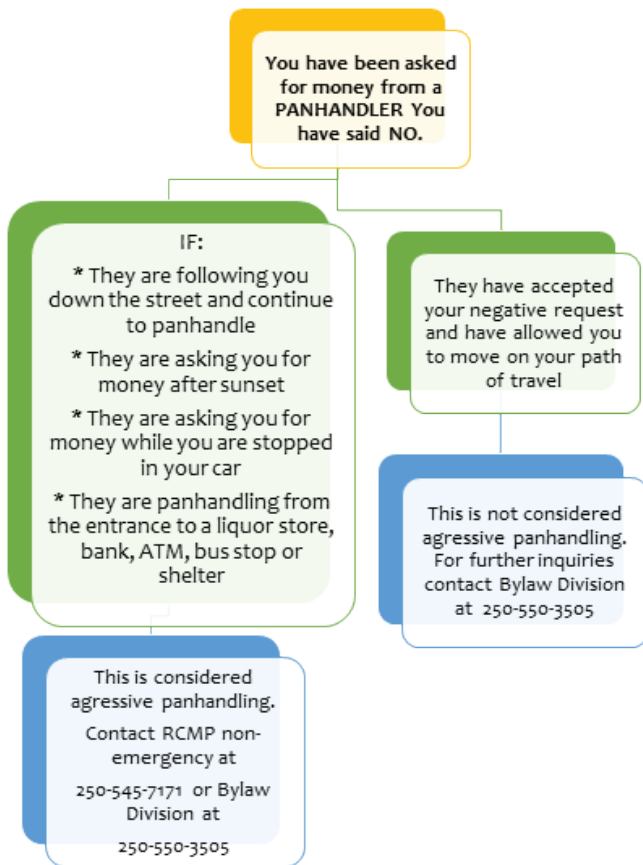 You have been asked
for money from a
PANHANDLER You
have said NO.
IF:
* They are following you
down the street and continue
to panhandle
* They are asking you for
money after sunset
* They are asking you for
money while you are stopped
in your car
* They are panhandling from
the entrance to a liquor store,
bank, ATM, bus stop or
shelter
They have accepted
your negative request
and have allowed you
to move on your path
of travel
This is not considered
agressive panhandling.
For further inquiries
contact Bylaw Division
at 250-550-3505
This is considered
agressive panhandling.
Contact RCMP non-
emergency at
250-545-7171 or Bylaw
Division at
250-550-3505